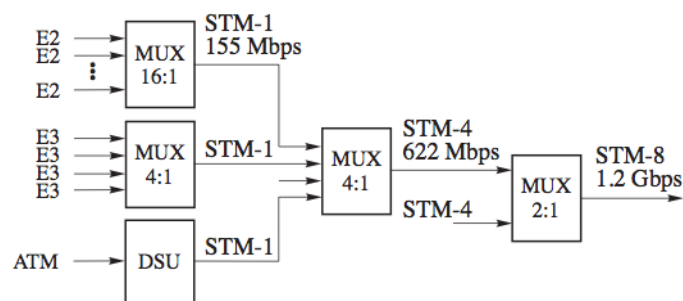 E2
E2
E2
MUX
16:1
STM-1
155 Mbps
E3
E3
E3
E3
MUX
4:1
STM-1
ATM
DSU
STM-1
MUX
4:1
STM-4
622 Mbps
STM-4
MUX
2:1
STM-8
1.2 Gbps